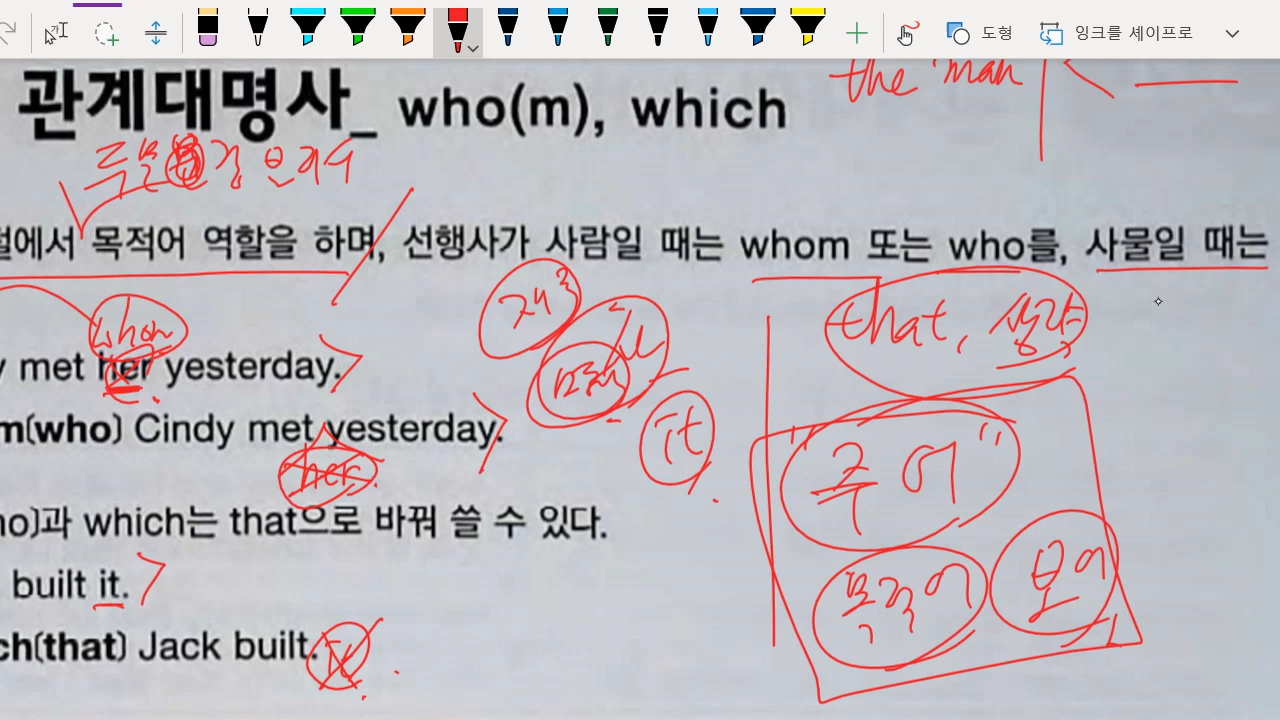 도형 잉크를 셰이프로
관계대명사_ who(m), which
the man
절에서 목적어 역할을 하며, 선행사가 사람일 때는 whom 또는 who를, 사물일 때는
that, 생략
whom
y met her yesterday.
m(who) Cindy met yesterday.
it
"주어"
her
ho)과 which는 that으로 바꿔 쓸 수 있다.
built it.
목적어 보어
ch(that) Jack built. it